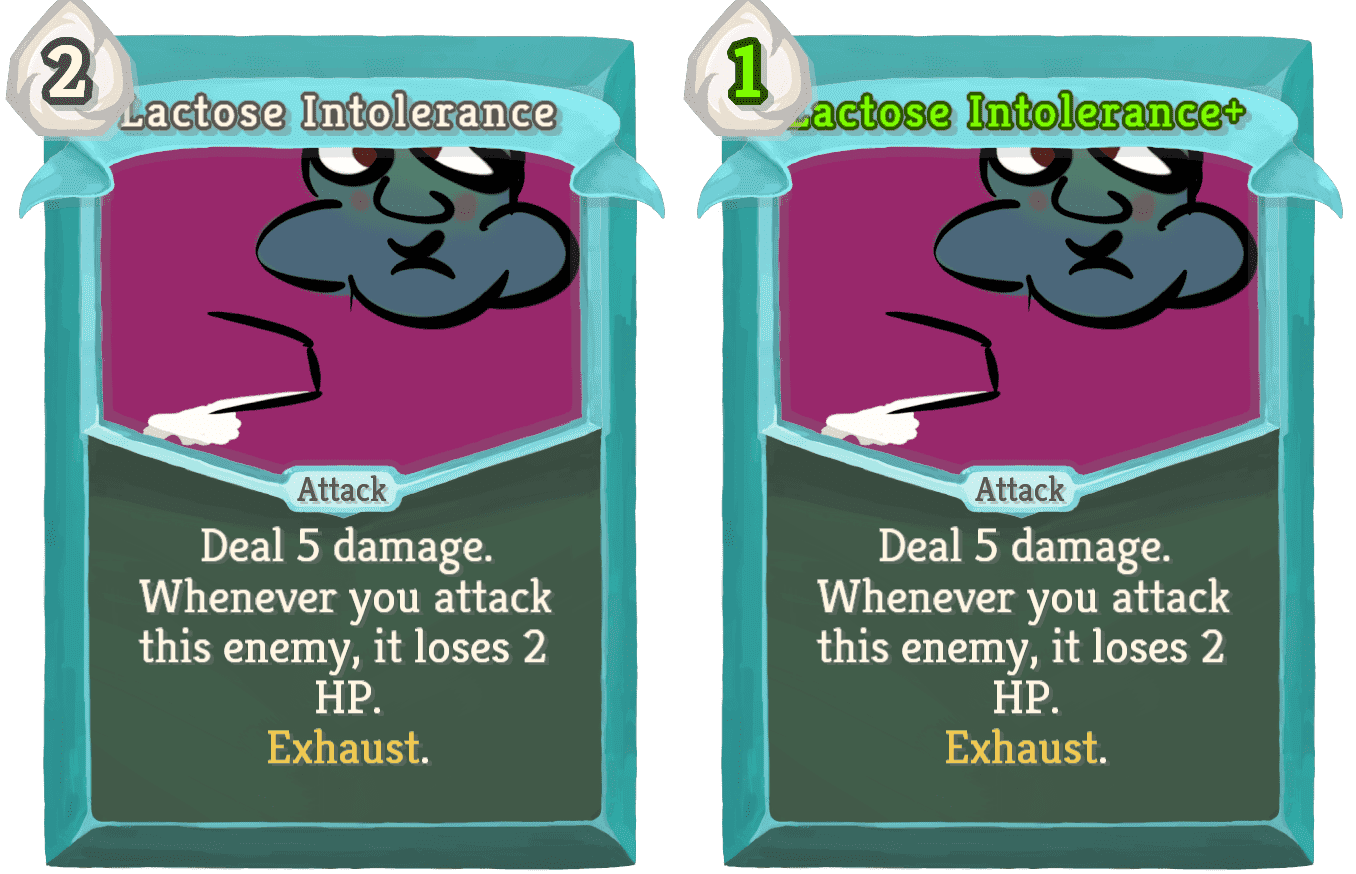 2
Lactose Intolerance
Attack
Deal 5 damage.
Whenever you attack
this enemy, it loses 2
HP.
Exhaust.
1
Lactose Intolerance+
Attack
Deal 5 damage.
Whenever you attack
this enemy, it loses 2
HP.
Exhaust.